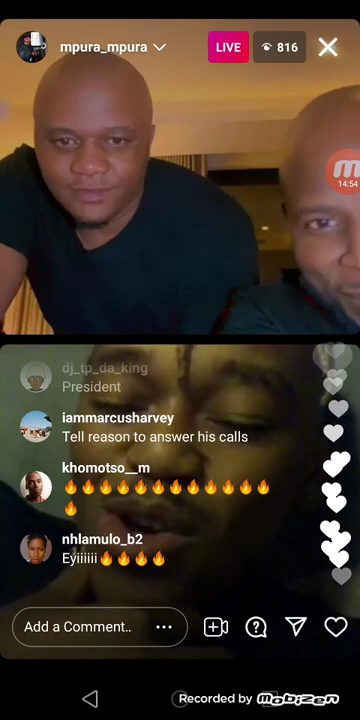 mpura_mpura
LIVE
816
14:54
dj_tp_da_king
President
iammarcusharvey
Tell reason to answer his calls
khomotso__m
🔥🔥🔥🔥🔥🔥🔥🔥🔥🔥🔥🔥
🔥
nhlamulo_b2
Eyiiiiii🔥🔥🔥🔥
Add a Comment..
Recorded by mobizen